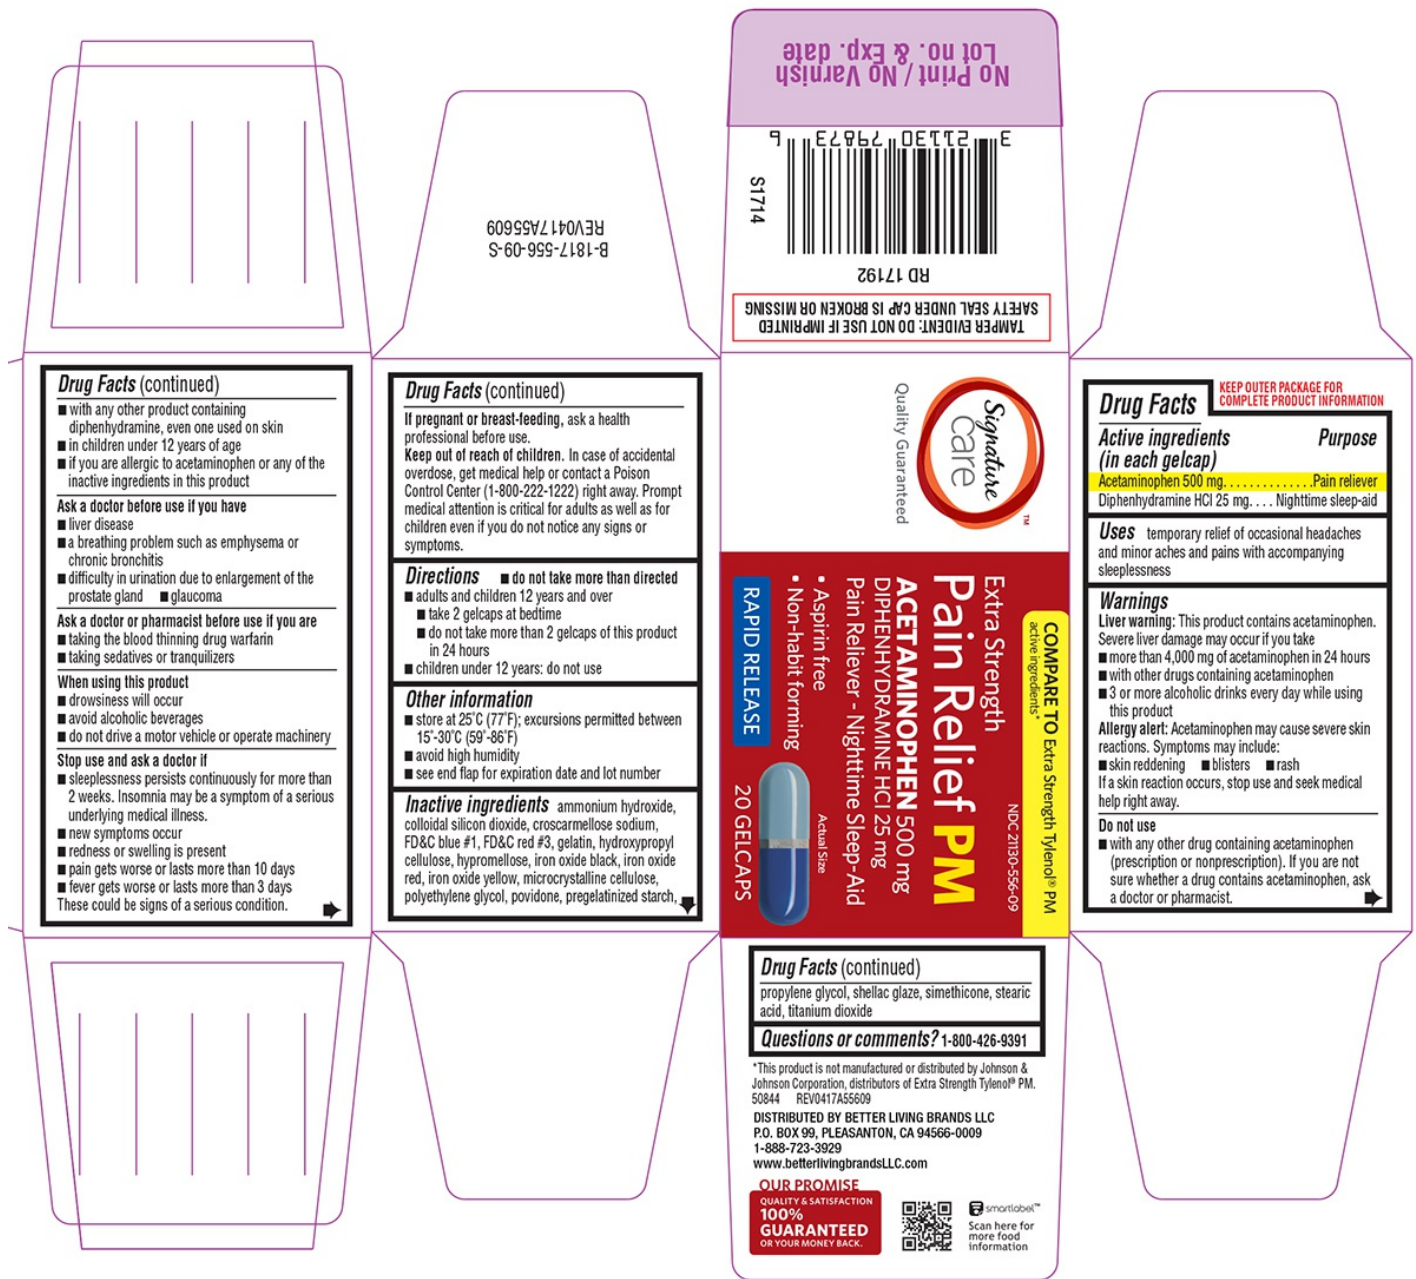 No Print / No Varnish
Lot no. & Exp. date
3 21130 79873 6
S1714
RD 17192
TAMPER EVIDENT: DO NOT USE IF IMPRINTED
SAFETY SEAL UNDER CAP IS BROKEN OR MISSING
B-1817-556-09-S
REV0417A55609
Drug Facts
KEEP OUTER PACKAGE FOR
COMPLETE PRODUCT INFORMATION
Active ingredients Purpose
(in each gelcap)
Acetaminophen 500 mg. . . . . . . . . . . . . .Pain reliever
Diphenhydramine HCl 25 mg. . . . Nighttime sleep-aid
Uses temporary relief of occasional headaches
and minor aches and pains with accompanying
sleeplessness
Warnings
Liver warning: This product contains acetaminophen.
Severe liver damage may occur if you take
■ more than 4,000 mg of acetaminophen in 24 hours
■ with other drugs containing acetaminophen
■ 3 or more alcoholic drinks every day while using
this product
Allergy alert: Acetaminophen may cause severe skin
reactions. Symptoms may include:
■ skin reddening ■ blisters ■ rash
If a skin reaction occurs, stop use and seek medical
help right away.
Do not use
■ with any other drug containing acetaminophen
(prescription or nonprescription). If you are not
sure whether a drug contains acetaminophen, ask
a doctor or pharmacist.
Drug Facts (continued)
■ with any other product containing
diphenhydramine, even one used on skin
■ in children under 12 years of age
■ if you are allergic to acetaminophen or any of the
inactive ingredients in this product
Ask a doctor before use if you have
■ liver disease
■ a breathing problem such as emphysema or
chronic bronchitis
■ difficulty in urination due to enlargement of the
prostate gland ■ glaucoma
Ask a doctor or pharmacist before use if you are
■ taking the blood thinning drug warfarin
■ taking sedatives or tranquilizers
When using this product
■ drowsiness will occur
■ avoid alcoholic beverages
■ do not drive a motor vehicle or operate machinery
Stop use and ask a doctor if
■ sleeplessness persists continuously for more than
2 weeks. Insomnia may be a symptom of a serious
underlying medical illness.
■ new symptoms occur
■ redness or swelling is present
■ pain gets worse or lasts more than 10 days
■ fever gets worse or lasts more than 3 days
These could be signs of a serious condition.
Drug Facts (continued)
If pregnant or breast-feeding, ask a health
professional before use.
Keep out of reach of children. In case of accidental
overdose, get medical help or contact a Poison
Control Center (1-800-222-1222) right away. Prompt
medical attention is critical for adults as well as for
children even if you do not notice any signs or
symptoms.
Directions ■ do not take more than directed
■ adults and children 12 years and over
■ take 2 gelcaps at bedtime
■ do not take more than 2 gelcaps of this product
in 24 hours
■ children under 12 years: do not use
Other information
■ store at 25°C (77°F); excursions permitted between
15°-30°C (59°-86°F)
■ avoid high humidity
■ see end flap for expiration date and lot number
Inactive ingredients ammonium hydroxide,
colloidal silicon dioxide, croscarmellose sodium,
FD&C blue #1, FD&C red #3, gelatin, hydroxypropyl
cellulose, hypromellose, iron oxide black, iron oxide
red, iron oxide yellow, microcrystalline cellulose,
polyethylene glycol, povidone, pregelatinized starch,
Drug Facts (continued)
propylene glycol, shellac glaze, simethicone, stearic
acid, titanium dioxide
Questions or comments? 1-800-426-9391
*This product is not manufactured or distributed by Johnson &
Johnson Corporation, distributors of Extra Strength Tylenol® PM.
50844 REV0417A55609
DISTRIBUTED BY BETTER LIVING BRANDS LLC
P.O. BOX 99, PLEASANTON, CA 94566-0009
1-888-723-3929
www.betterlivingbrandsLLC.com
OUR PROMISE
QUALITY & SATISFACTION
100%
GUARANTEED
OR YOUR MONEY BACK.
smartlabel™
Scan here for
more food
information
Signature
care™
Quality Guaranteed
COMPARE TO Extra Strength Tylenol® PM
active ingredients*
NDC 21130-556-09
Extra Strength
Pain Relief PM
ACETAMINOPHEN 500 mg
DIPHENHYDRAMINE HCl 25 mg
Pain Reliever - Nighttime Sleep-Aid
• Aspirin free
• Non-habit forming
RAPID RELEASE
Actual Size
20 GELCAPS